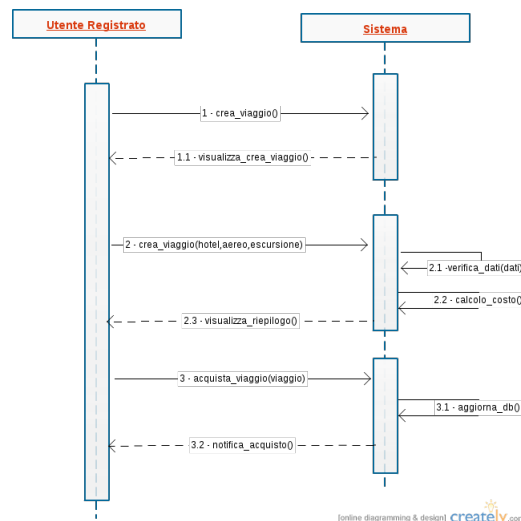 Utente Registrato
Sistema
1 - crea_viaggio()
1.1 - visualizza_crea_viaggio()
2 - crea_viaggio(hotel,aereo,escursione)
2.1 -verifica_dati(dati)
2.2 - calcolo_costo()
2.3 - visualizza_riepilogo()
3 - acquista_viaggio(viaggio)
3.1 - aggiorna_db()
3.2 - notifica_acquisto()
[online diagramming & design] creately.com